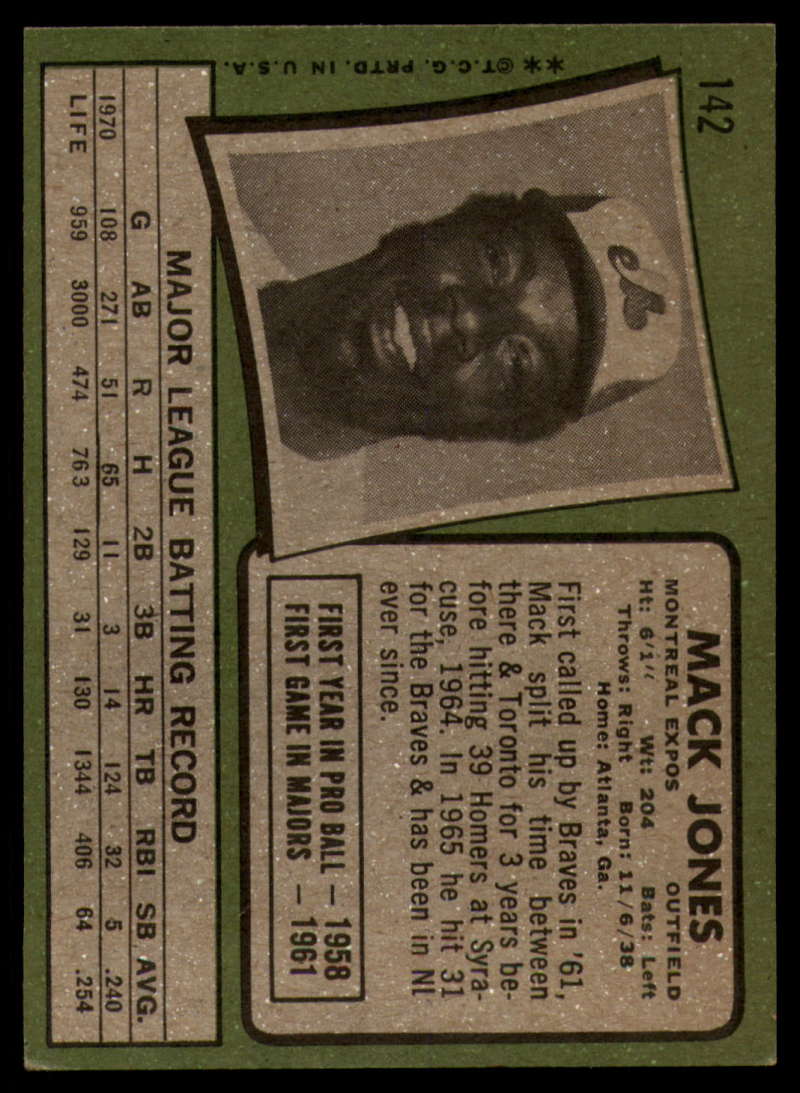 142
MACK JONES
MONTREAL EXPOS OUTFIELD
Ht: 6'1" Wt: 204 Bats: Left
Throws: Right Born: 11/6/38
Home: Atlanta, Ga.
First called up by Braves in '61,
Mack split his time between
there & Toronto for 3 years be-
fore hitting 39 Homers at Syra-
cuse, 1964. In 1965 he hit 31
for the Braves & has been in Nl
ever since.
FIRST YEAR IN PRO BALL — 1958
FIRST GAME IN MAJORS — 1961
MAJOR LEAGUE BATTING RECORD
G AB R H 2B 3B HR TB RBI SB AVG.
1970 108 271 51 65 11 3 14 124 32 5 .240
LIFE 959 3000 474 763 129 31 130 1344 406 64 .254
**©T.C.G. PRTD. IN U.S.A.